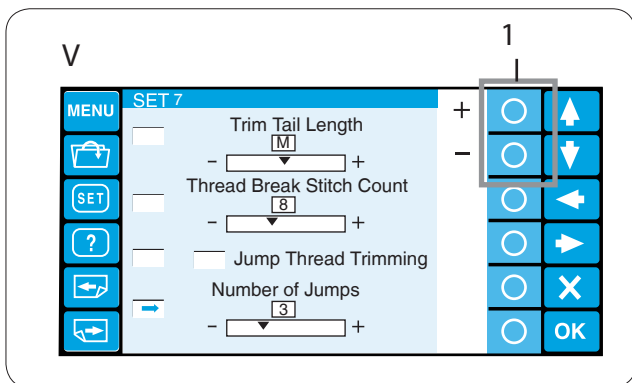 1
V
MENU
SET 7
+
Trim Tail Length
M
- +
−
Thread Break Stitch Count
SET
8
- +
?
Jump Thread Trimming
Number of Jumps
3
- +
X
OK